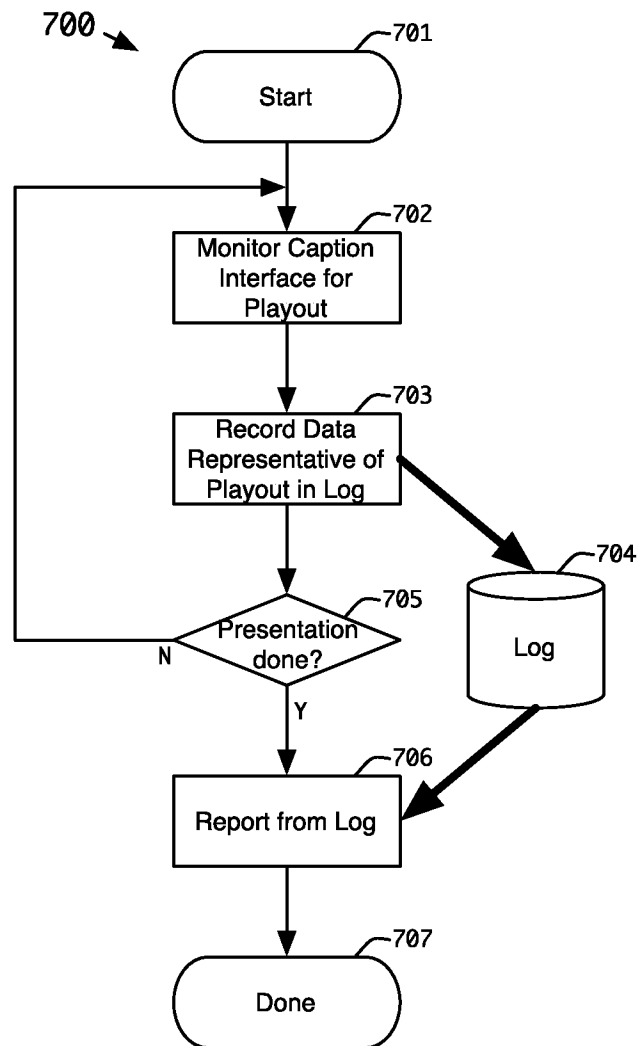 700
701
Start
702
Monitor Caption
Interface for
Playout
703
Record Data
Representative of
Playout in Log
704
Log
705
Presentation
done?
N
Y
706
Report from Log
707
Done